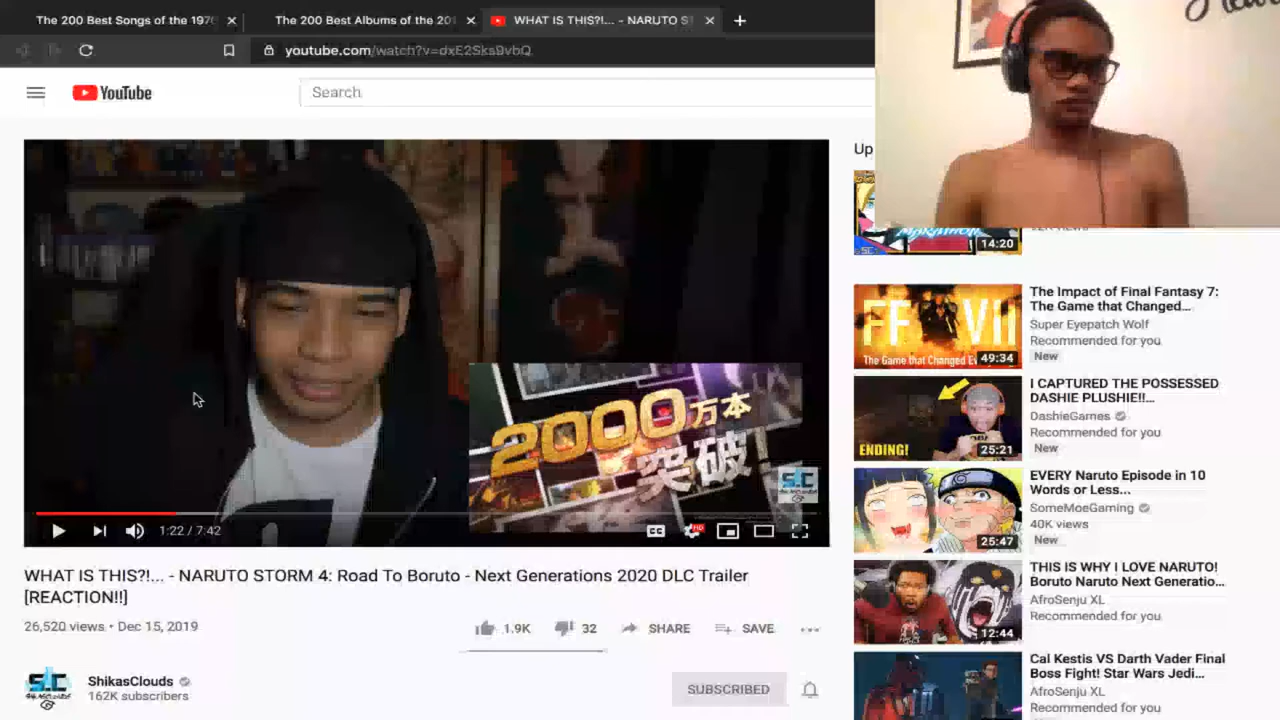 The 200 Best Songs of the 197
The 200 Best Albums of the 201
WHAT IS THIS?!... - NARUTO S
youtube.com/watch?v=dxE2Sks9vbQ
YouTube
Search
Up
14:20
2000万本
突破!
1:22 / 7:42
CC
HD
WHAT IS THIS?!... - NARUTO STORM 4: Road To Boruto - Next Generations 2020 DLC Trailer
[REACTION!!]
26,520 views • Dec 15, 2019
1.9K
32
SHARE
SAVE
ShikasClouds
162K subscribers
SUBSCRIBED
FF VII
The Game that Changed
49:34
The Impact of Final Fantasy 7:
The Game that Changed...
Super Eyepatch Wolf
Recommended for you
New
ENDING!
25:21
I CAPTURED THE POSSESSED
DASHIE PLUSHIE!!...
DashieGames
Recommended for you
New
25:47
EVERY Naruto Episode in 10
Words or Less...
SomeMoeGaming
40K views
New
12:44
THIS IS WHY I LOVE NARUTO!
Boruto Naruto Next Generatio...
AfroSenju XL
Recommended for you
Cal Kestis VS Darth Vader Final
Boss Fight! Star Wars Jedi...
AfroSenju XL
Recommended for you